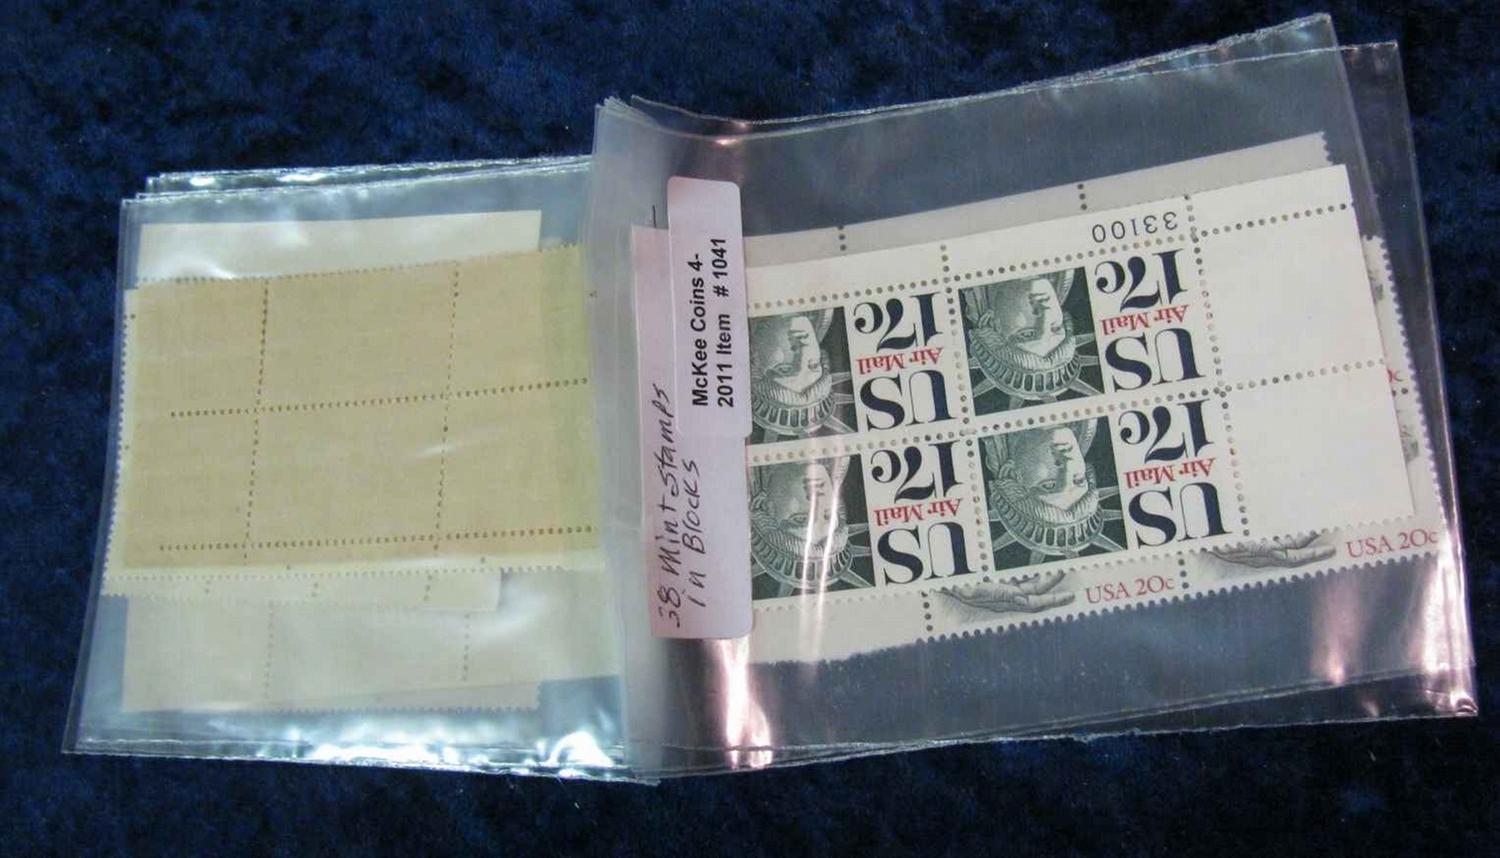 McKee Coins 4-
2011 Item # 1041
38 Mint Stamps
in Blocks
33100
17c
Air Mail
US
17c
Air Mail
US
17c
Air Mail
US
17c
Air Mail
US
USA 20c
USA 20c